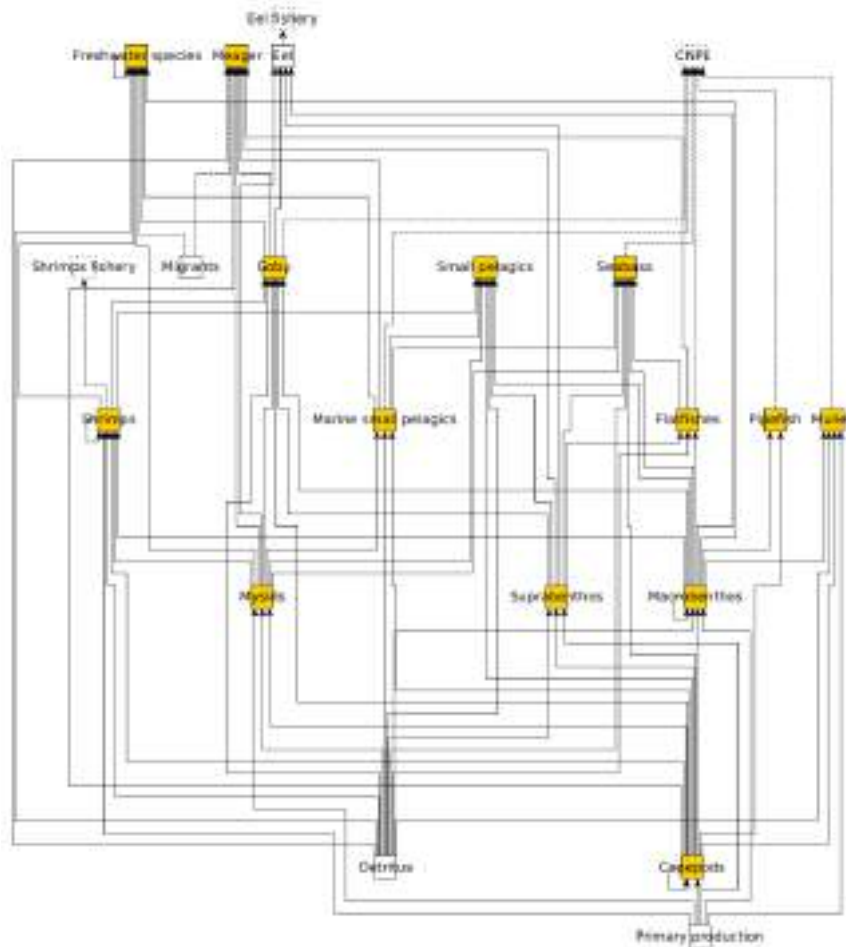 Eel fishery
Freshwater species
Meager
Eel
CNPE
Shrimps fishery
Migrants
Goby
Small pelagics
Seabass
Shrimps
Marine small pelagics
Flatfishes
Pipefish
Mysids
Suprabenthos
Macrobenthos
Detritus
Copepods
Primary production